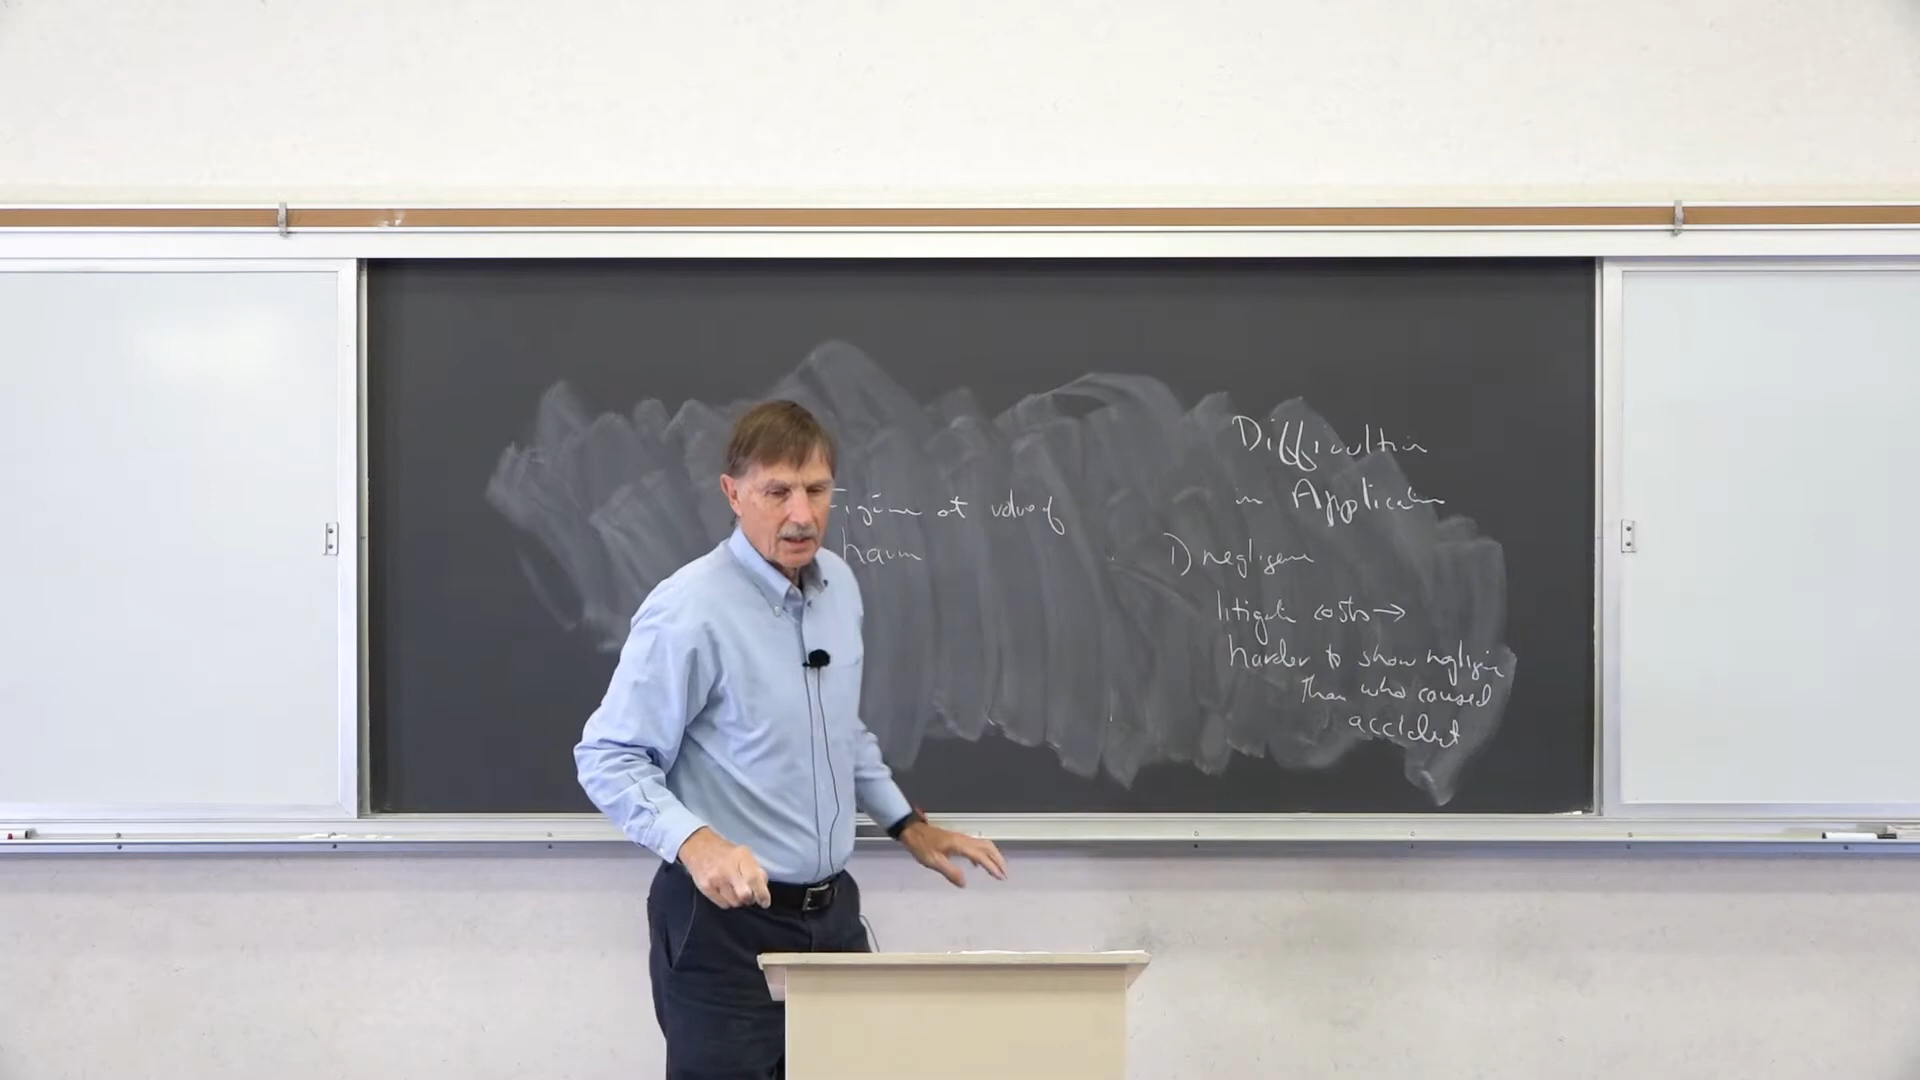 Figure out value of
harm
Difficulties
in Application
1) negligence
litigation costs →
harder to show negligence
than who caused
accident